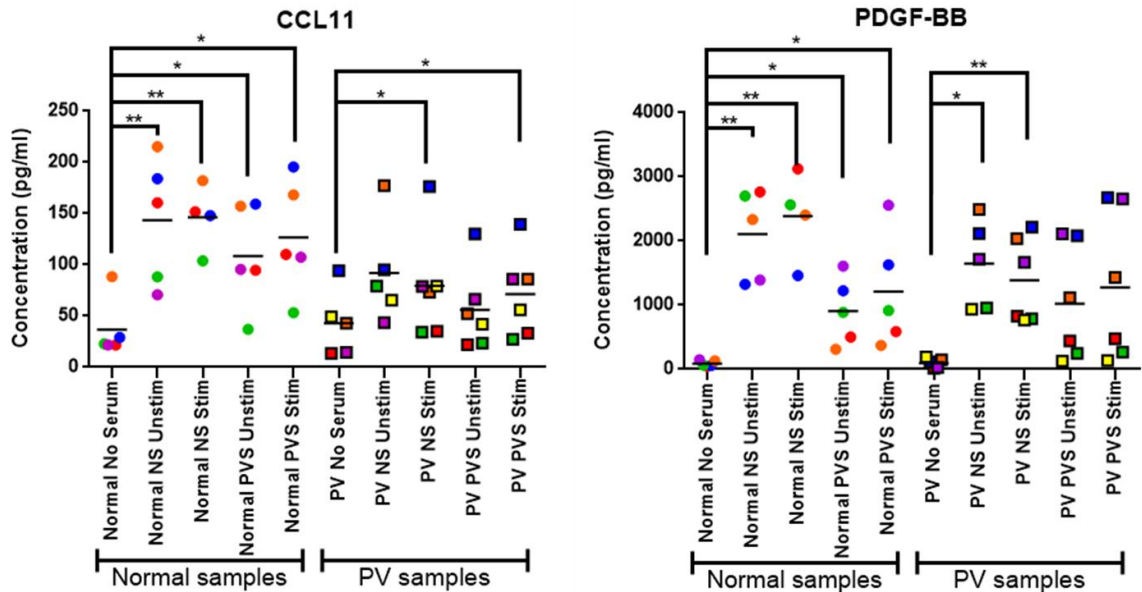 CCL11
*
*
**
**
*
*
Concentration (pg/ml)
250
200
150
100
50
0
Normal No Serum
Normal NS Unstim
Normal NS Stim
Normal PVS Unstim
Normal PVS Stim
PV No Serum
PV NS Unstim
PV NS Stim
PV PVS Unstim
PV PVS Stim
Normal samples
PV samples
PDGF-BB
*
*
**
**
**
*
Concentration (pg/ml)
4000
3000
2000
1000
0
Normal No Serum
Normal NS Unstim
Normal NS Stim
Normal PVS Unstim
Normal PVS Stim
PV No Serum
PV NS Unstim
PV NS Stim
PV PVS Unstim
PV PVS Stim
Normal samples
PV samples